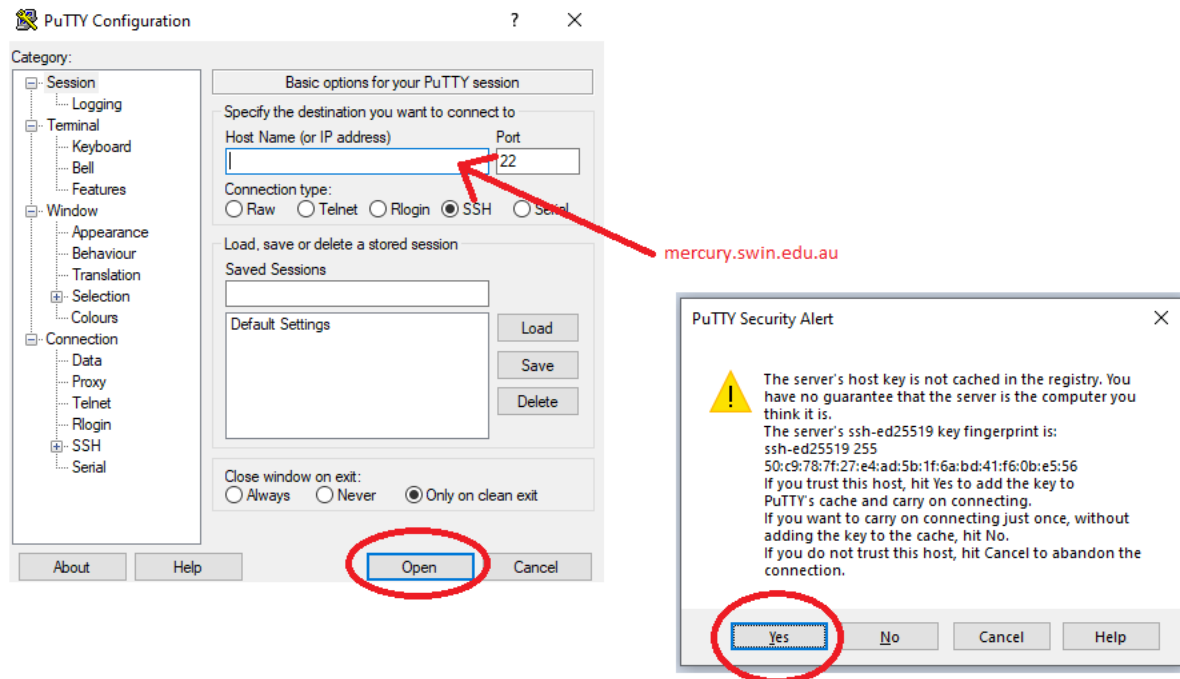 PuTTY Configuration
?
Category:
Session
Logging
Terminal
Keyboard
Bell
Features
Window
Appearance
Behaviour
Translation
Selection
Colours
Connection
Data
Proxy
Telnet
Rlogin
SSH
Serial
Basic options for your PuTTY session
Specify the destination you want to connect to
Host Name (or IP address) Port
22
Connection type:
Raw Telnet Rlogin SSH Serial
Load, save or delete a stored session
Saved Sessions
Default Settings
Load
Save
Delete
Close window on exit:
Always Never Only on clean exit
About Help Open Cancel
mercury.swin.edu.au
PuTTY Security Alert
The server's host key is not cached in the registry. You
have no guarantee that the server is the computer you
think it is.
The server's ssh-ed25519 key fingerprint is:
ssh-ed25519 255
50:c9:78:7f:27:e4:ad:5b:1f:6a:bd:41:f6:0b:e5:56
If you trust this host, hit Yes to add the key to
PuTTY's cache and carry on connecting.
If you want to carry on connecting just once, without
adding the key to the cache, hit No.
If you do not trust this host, hit Cancel to abandon the
connection.
Yes No Cancel Help